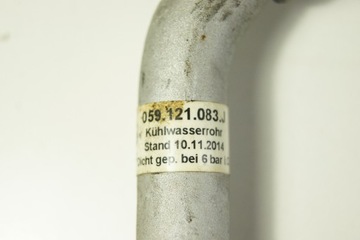 059.121.083.J
Kühlwasserrohr
Stand 10.11.2014
Dicht gep. bei 6 bar